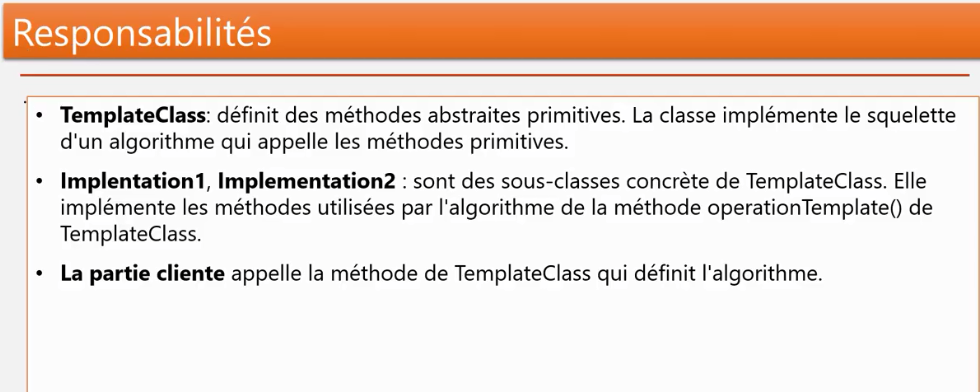 Responsabilités
• TemplateClass: définit des méthodes abstraites primitives. La classe implémente le squelette
d'un algorithme qui appelle les méthodes primitives.
• Implentation1, Implementation2 : sont des sous-classes concrète de TemplateClass. Elle
implémente les méthodes utilisées par l'algorithme de la méthode operationTemplate() de
TemplateClass.
• La partie cliente appelle la méthode de TemplateClass qui définit l'algorithme.